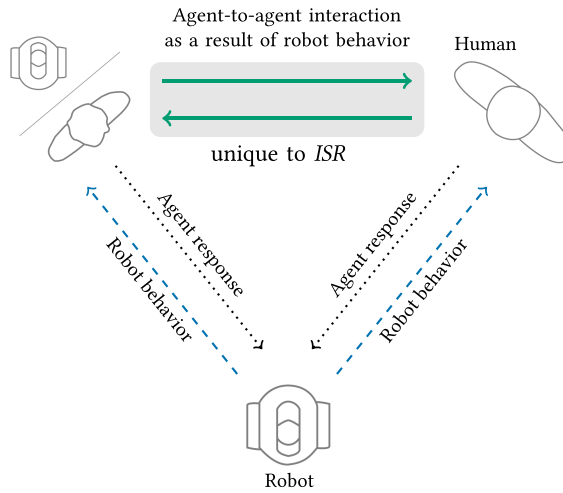 Agent-to-agent interaction
as a result of robot behavior
Human
unique to ISR
Agent response
Robot behavior
Agent response
Robot behavior
Robot